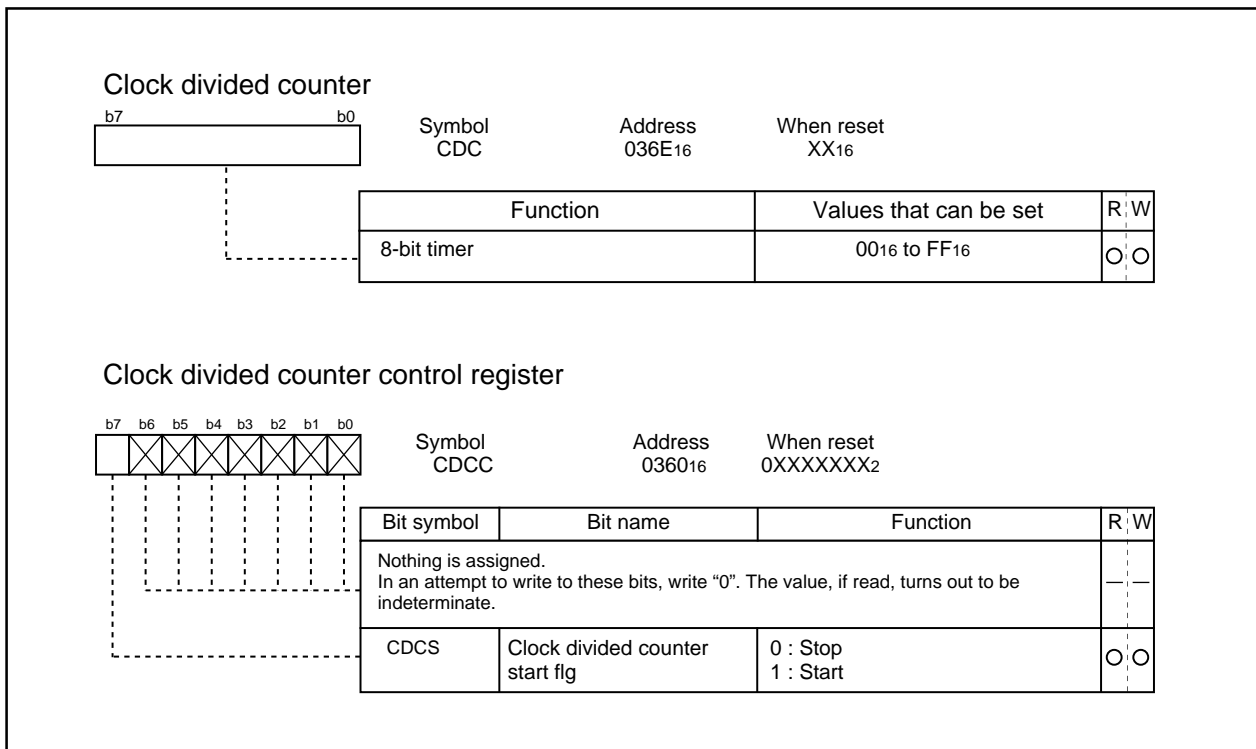 Clock divided counter
b7 b0
Symbol Address When reset
CDC 036E16 XX16
Function Values that can be set R W
8-bit timer 0016 to FF16 O O
Clock divided counter control register
b7 b6 b5 b4 b3 b2 b1 b0
Symbol Address When reset
CDCC 036016 0XXXXXXX2
Bit symbol Bit name Function R W
Nothing is assigned.
In an attempt to write to these bits, write “0”. The value, if read, turns out to be
indeterminate.
— —
CDCS Clock divided counter 0 : Stop O O
start flg 1 : Start